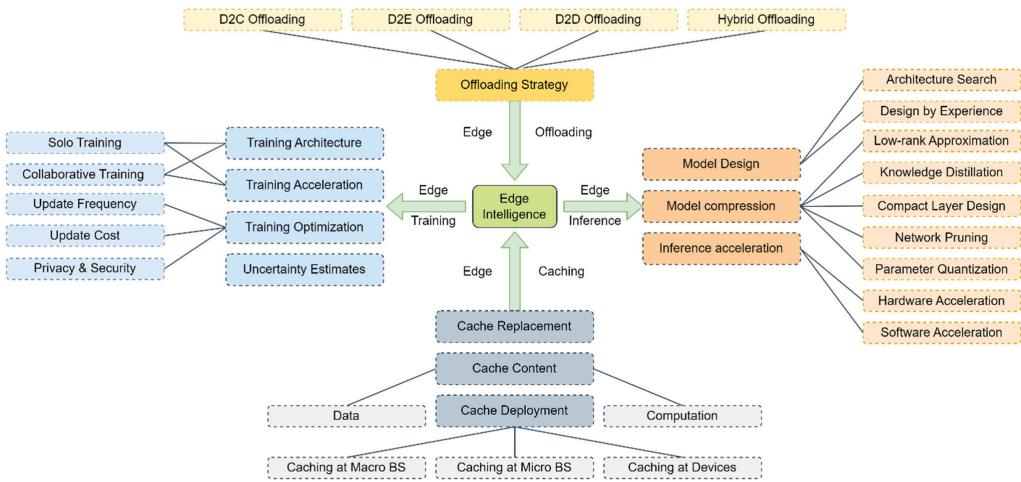 D2C Offloading
D2E Offloading
D2D Offloading
Hybrid Offloading
Offloading Strategy
Edge
Offloading
Solo Training
Collaborative Training
Update Frequency
Update Cost
Privacy & Security
Training Architecture
Training Acceleration
Training Optimization
Uncertainty Estimates
Edge
Training
Edge
Intelligence
Edge
Inference
Model Design
Model compression
Inference acceleration
Architecture Search
Design by Experience
Low-rank Approximation
Knowledge Distillation
Compact Layer Design
Network Pruning
Parameter Quantization
Hardware Acceleration
Software Acceleration
Edge
Caching
Cache Replacement
Cache Content
Cache Deployment
Data
Computation
Caching at Macro BS
Caching at Micro BS
Caching at Devices